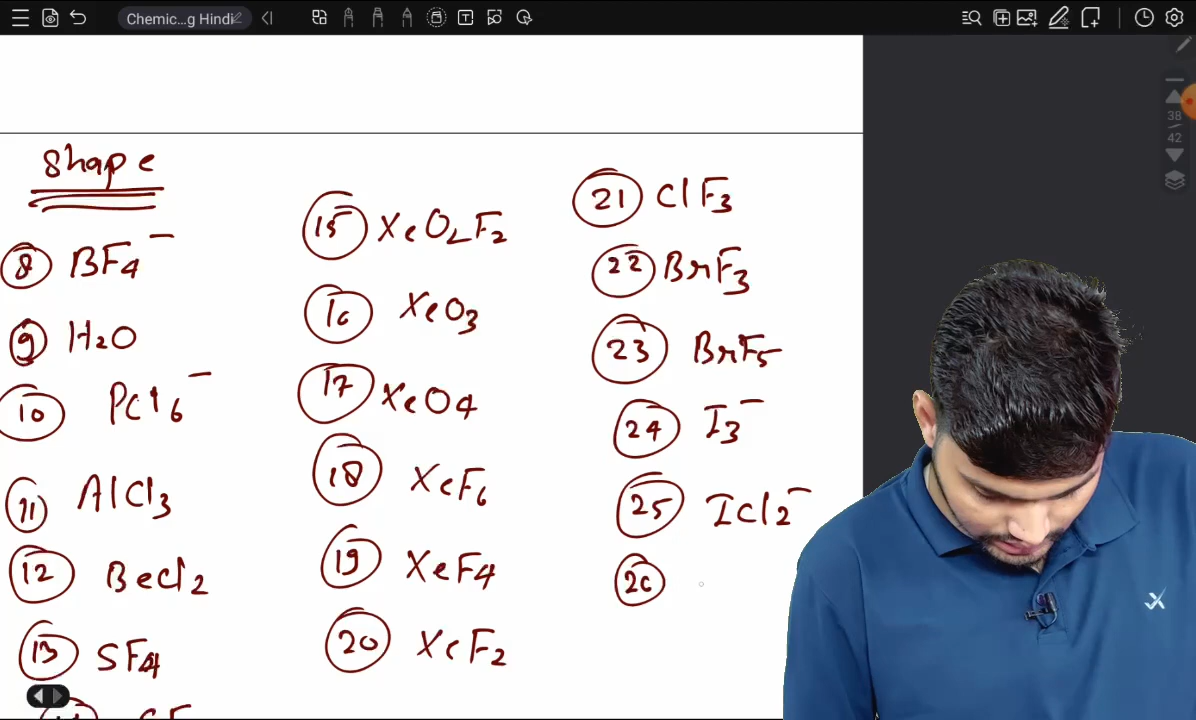 Chemic...g Hindi
38
42
Shape
8 BF4⁻
9 H2O
10 PCl6⁻
11 AlCl3
12 BeCl2
13 SF4
15 XeO2F2
16 XeO3
17 XeO4
18 XeF6
19 XeF4
20 XeF2
21 ClF3
22 BrF3
23 BrF5
24 I3⁻
25 ICl2⁻
26